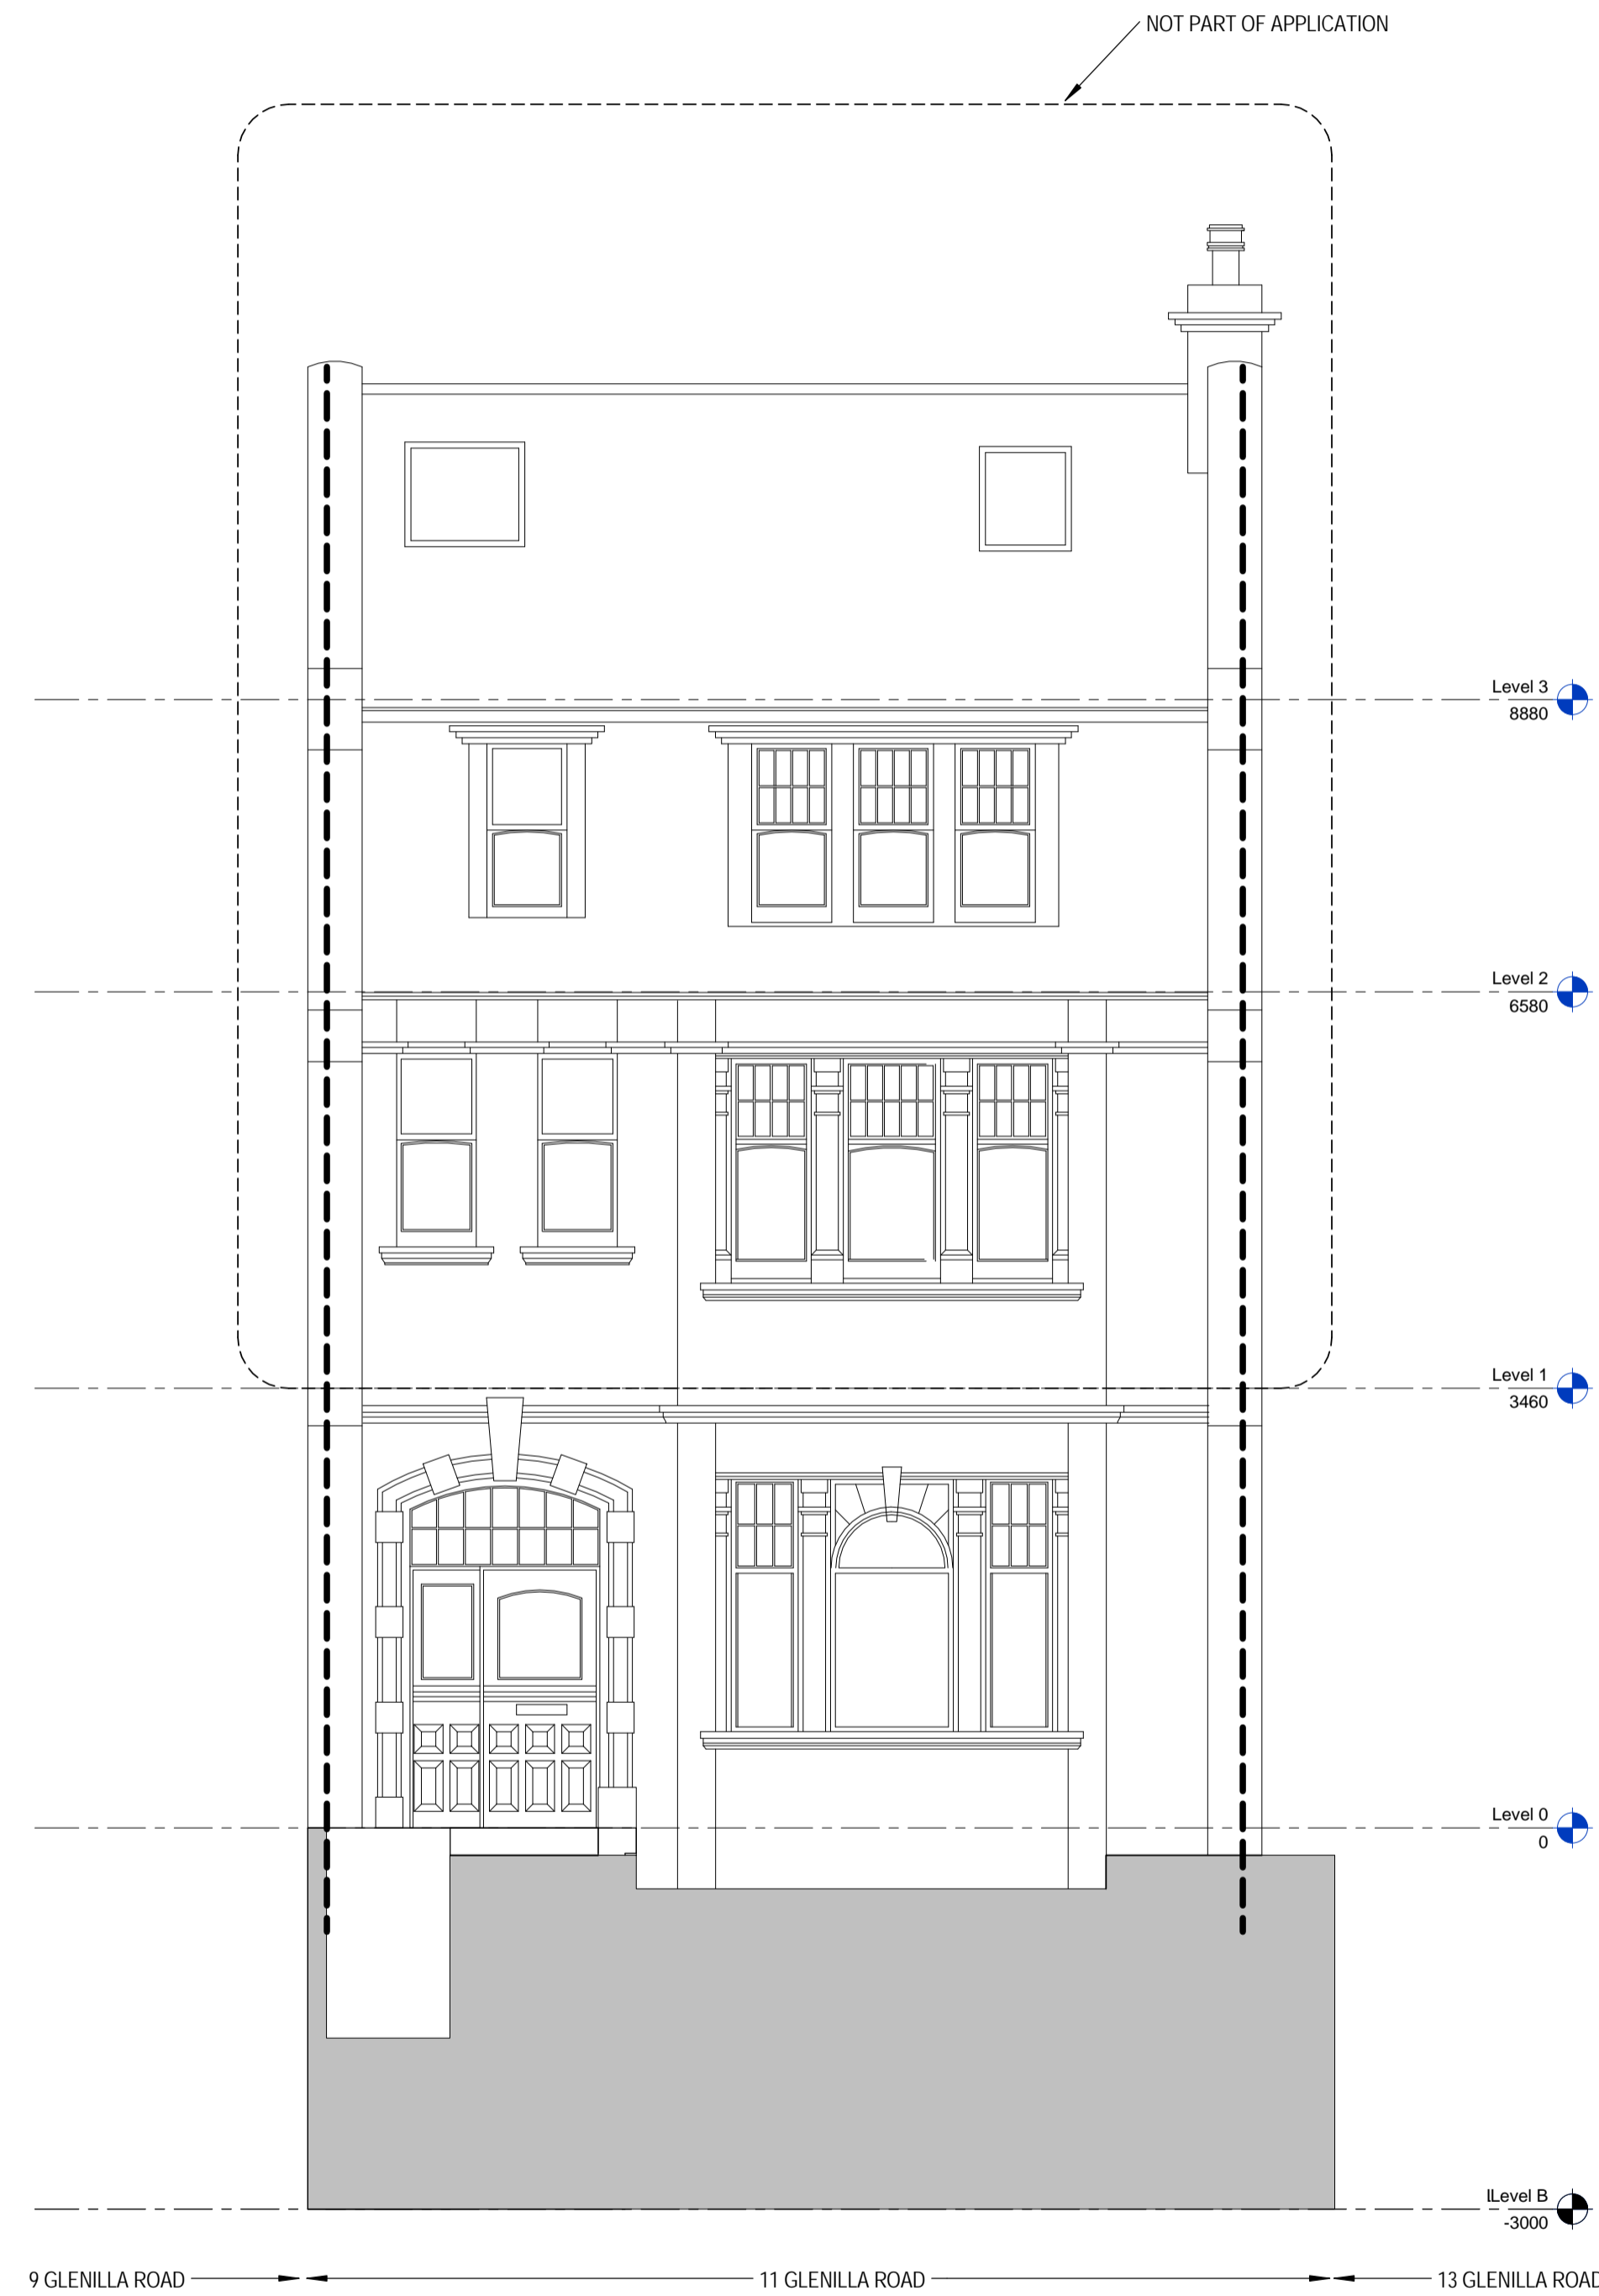 NOT PART OF APPLICATION
Level 3
8880
Level 2
6580
Level 1
3460
Level 0
0
Level B
-3000
9 GLENILLA ROAD
11 GLENILLA ROAD
13 GLENILLA ROAD